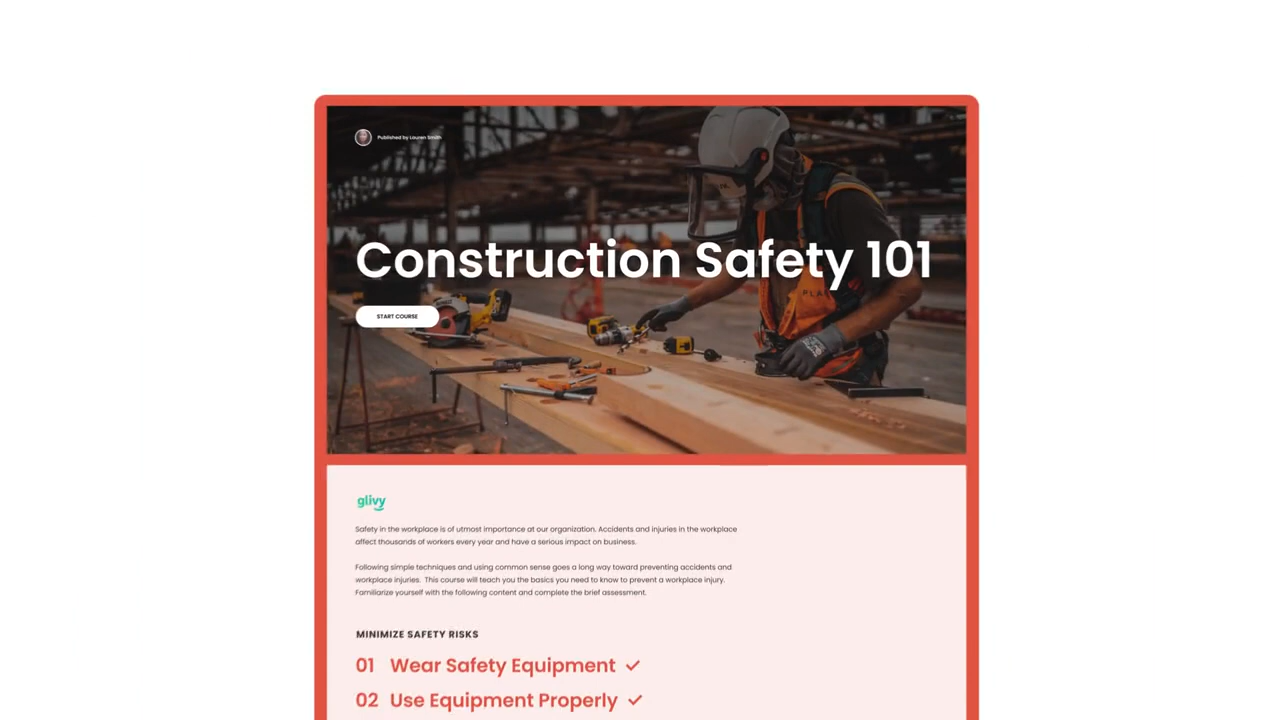 Published by Lauren Smith
Construction Safety 101
START COURSE
glivy
Safety in the workplace is of utmost importance at our organization. Accidents and injuries in the workplace
affect thousands of workers every year and have a serious impact on business.
Following simple techniques and using common sense goes a long way toward preventing accidents and
workplace injuries.  This course will teach you the basics you need to know to prevent a workplace injury.
Familiarize yourself with the following content and complete the brief assessment.
MINIMIZE SAFETY RISKS
01 Wear Safety Equipment ✓
02 Use Equipment Properly ✓